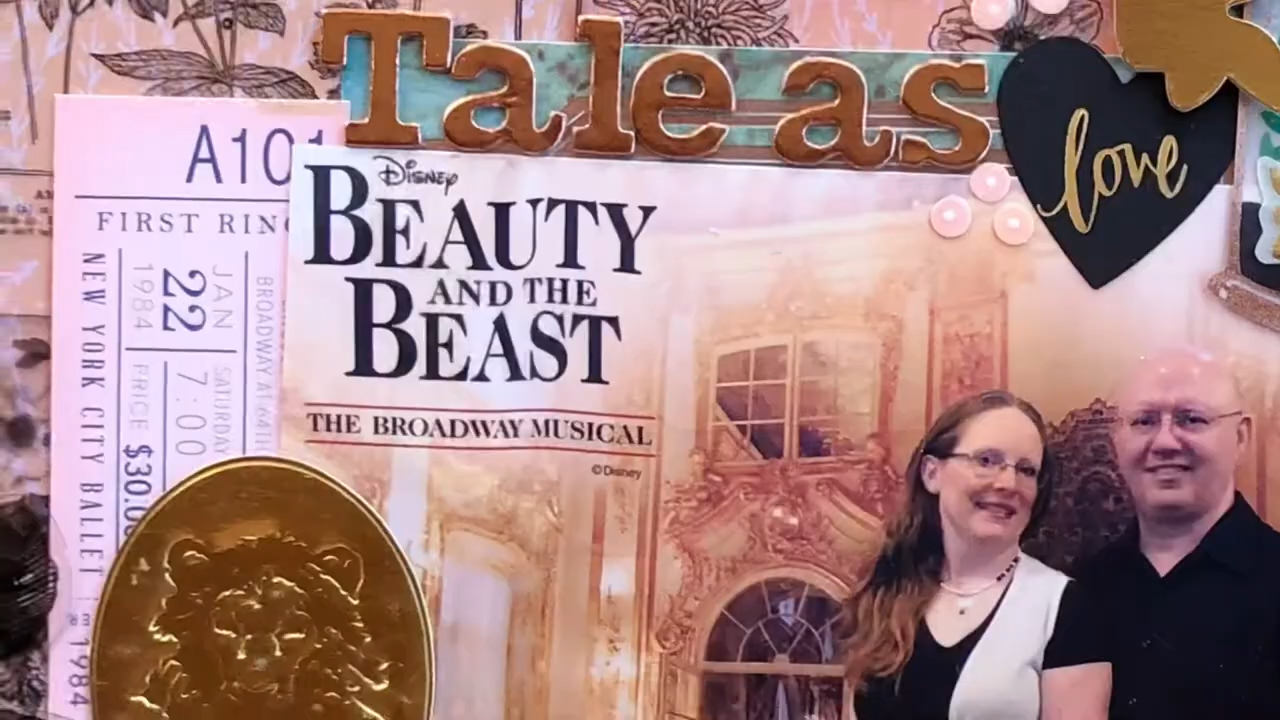 Tale as
love
A101
FIRST RING
NEW YORK CITY BALLET
JAN
22
1984
PRICE $30.0
SATURDAY
7:00
BROADWAY AT 64TH
1984
Disney
BEAUTY
AND THE
BEAST
THE BROADWAY MUSICAL
©Disney